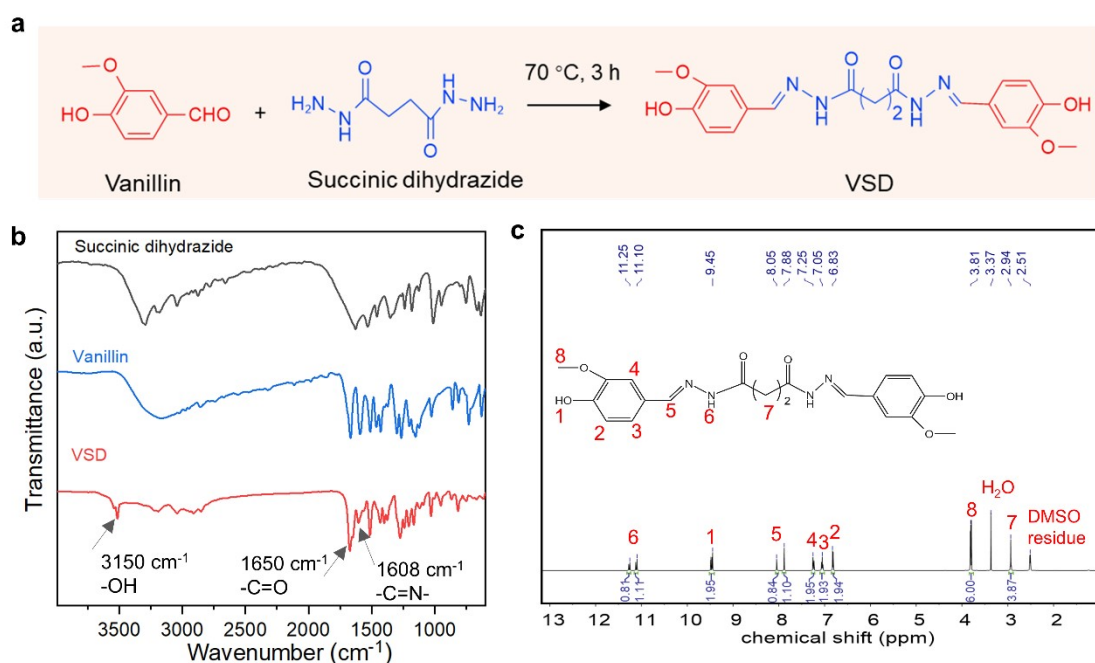 a
O
HO
CHO
Vanillin
+
H₂N
N
H
O
O
H
N
NH₂
Succinic dihydrazide
70 °C, 3 h
O
HO
N
N
H
O
O
2
N
H
N
OH
O
VSD
b
Transmittance (a.u.)
Succinic dihydrazide
Vanillin
VSD
3150 cm⁻¹
-OH
1650 cm⁻¹
-C=O
1608 cm⁻¹
-C=N-
3500 3000 2500 2000 1500 1000
Wavenumber (cm⁻¹)
c
11.25
11.10
9.45
8.05
7.88
7.25
7.05
6.83
3.81
3.37
2.94
2.51
8
O
4
HO
1
2
3
5
N
NH
6
O
O
7
2
HN
N
OH
O
6
1
5
4
3
2
8
H₂O
7
DMSO
residue
0.81
1.11
1.95
0.84
1.10
1.95
1.93
1.94
6.00
3.87
13 12 11 10 9 8 7 6 5 4 3 2 1
chemical shift (ppm)